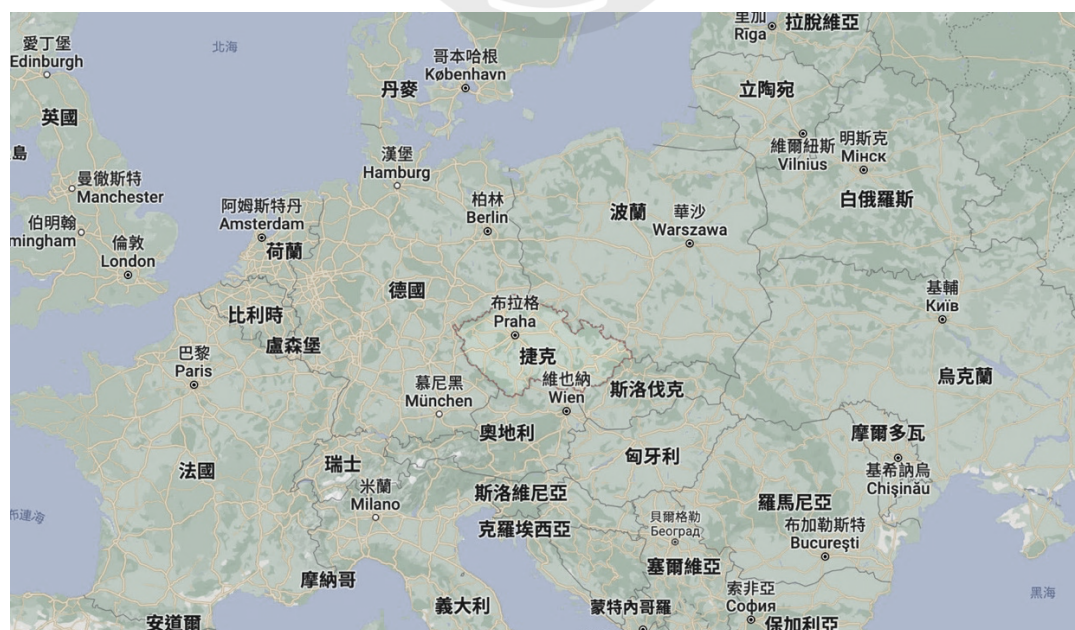 愛丁堡
Edinburgh
北海
英國
島
曼徹斯特
Manchester
伯明翰
mingham
倫敦
London
丹麥
哥本哈根
København
里加
Rīga
拉脫維亞
立陶宛
維爾紐斯
Vilnius
明斯克
Мінск
白俄羅斯
漢堡
Hamburg
阿姆斯特丹
Amsterdam
荷蘭
柏林
Berlin
波蘭
華沙
Warszawa
德國
比利時
盧森堡
布拉格
Praha
捷克
基輔
Київ
烏克蘭
巴黎
Paris
慕尼黑
München
維也納
Wien
斯洛伐克
奧地利
匈牙利
摩爾多瓦
基希訥烏
Chișinău
法國
瑞士
米蘭
Milano
斯洛維尼亞
克羅埃西亞
羅馬尼亞
貝爾格勒
Београд
布加勒斯特
București
布連海
摩納哥
塞爾維亞
索非亞
София
黑海
安道爾
義大利
蒙特內哥羅
保加利亞